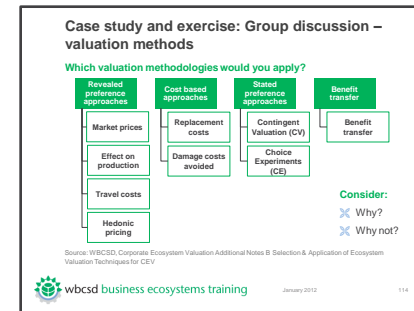 Case study and exercise: Group discussion –
valuation methods
Which valuation methodologies would you apply?
Revealed
preference
approaches
Market prices
Effect on
production
Travel costs
Hedonic
pricing
Cost based
approaches
Replacement
costs
Damage costs
avoided
Stated
preference
approaches
Contingent
Valuation (CV)
Choice
Experiments
(CE)
Benefit
transfer
Benefit
transfer
Consider:
Why?
Why not?
Source: WBCSD, Corporate Ecosystem Valuation Additional Notes B Selection & Application of Ecosystem
Valuation Techniques for CEV
wbcsd business ecosystems training
January 2012
114